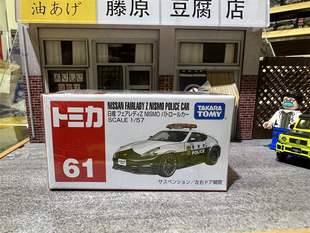 油あげ 藤原豆腐店
NISSAN FAIRLADY Z NISMO POLICE CAR
日産 フェアレディZ NISMO パトロールカー
SCALE 1/57
トミカ
TAKARA TOMY
61
POLICE
サスペンション／左右ドア開閉